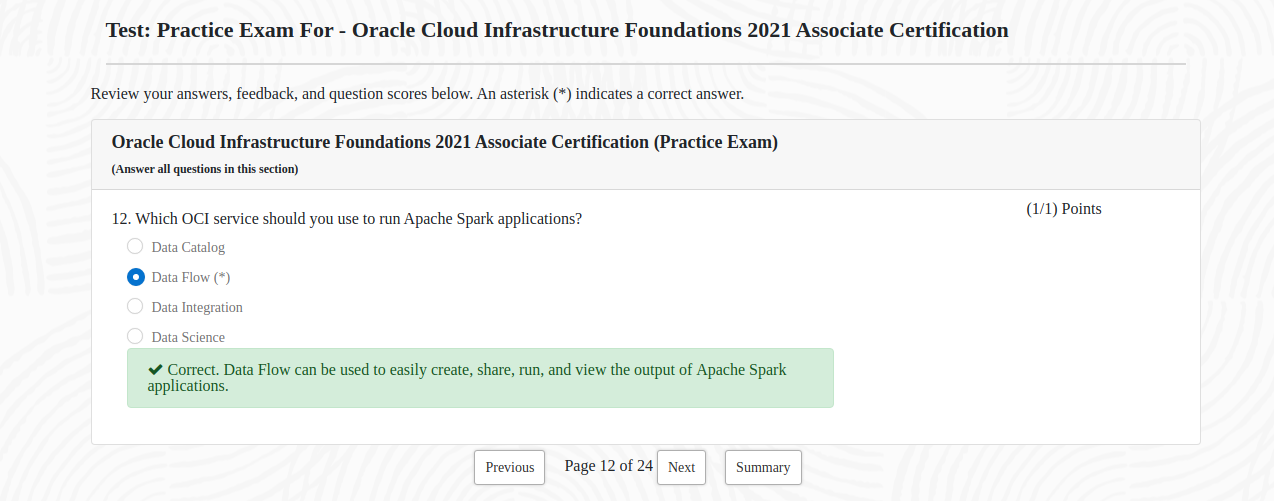 Test: Practice Exam For - Oracle Cloud Infrastructure Foundations 2021 Associate Certification
Review your answers, feedback, and question scores below. An asterisk (*) indicates a correct answer.
Oracle Cloud Infrastructure Foundations 2021 Associate Certification (Practice Exam)
(Answer all questions in this section)
12. Which OCI service should you use to run Apache Spark applications?
(1/1) Points
Data Catalog
Data Flow (*)
Data Integration
Data Science
Correct. Data Flow can be used to easily create, share, run, and view the output of Apache Spark
applications.
Previous Page 12 of 24 Next Summary